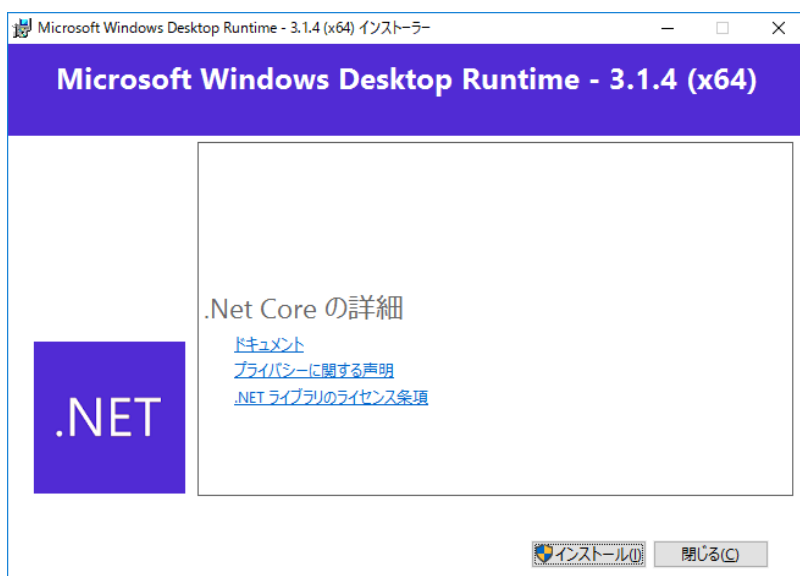 Microsoft Windows Desktop Runtime - 3.1.4 (x64) インストーラー
Microsoft Windows Desktop Runtime - 3.1.4 (x64)
.Net Core の詳細
ドキュメント
プライバシーに関する声明
.NET ライブラリのライセンス条項
.NET
インストール(I) 閉じる(C)